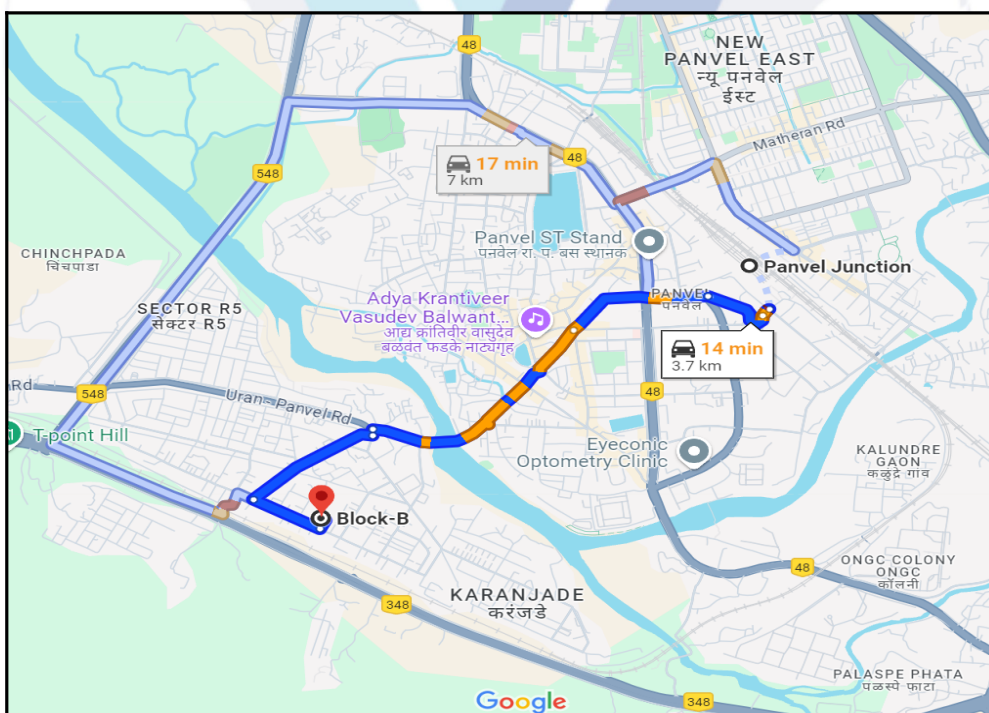 48
NEW
PANVEL EAST
न्यू पनवेल
ईस्ट
Matheran Rd
17 min
7 km
48
548
Panvel ST Stand
पनवेल रा. प. बस स्थानक
CHINCHPADA
चिंचपाडा
Panvel Junction
PANVEL
पनवेल
Adya Krantiveer
Vasudev Balwant...
आद्य क्रांतिवीर वासुदेव
बळवंत फडके नाट्यगृह
SECTOR R5
सेक्टर R5
14 min
3.7 km
Rd
548
Uran - Panvel Rd
48
T-point Hill
Eyeconic
Optometry Clinic
KALUNDRE
GAON
कळुंद्रे गाव
Block-B
ONGC COLONY
ONGC
कॉलनी
48
KARANJADE
करंजडे
348
PALASPE PHATA
पळस्पे फाटा
Google
348